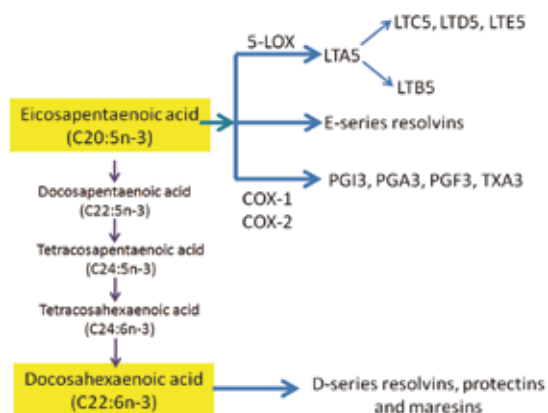 LTC5, LTD5, LTE5
5-LOX
LTA5
LTB5
Eicosapentaenoic acid
(C20:5n-3)
E-series resolvins
PGI3, PGA3, PGF3, TXA3
COX-1
COX-2
Docosapentaenoic acid
(C22:5n-3)
Tetracosapentaenoic acid
(C24:5n-3)
Tetracosahexaenoic acid
(C24:6n-3)
Docosahexaenoic acid
(C22:6n-3)
D-series resolvins, protectins
and maresins